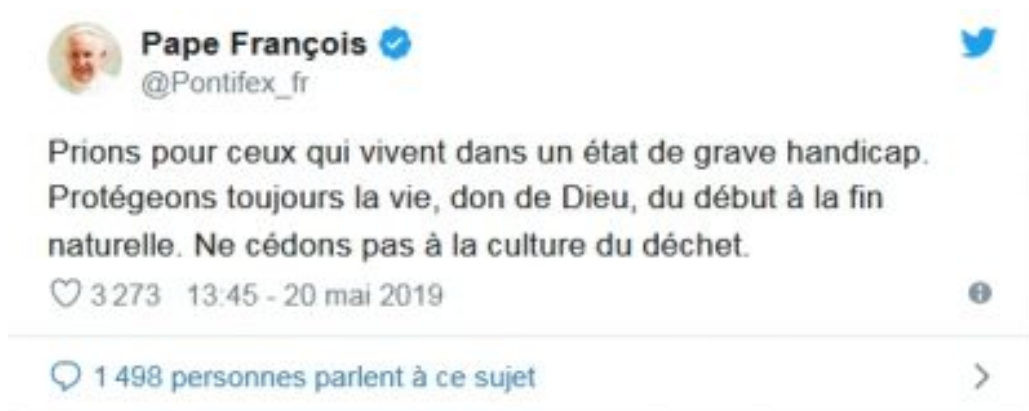 Pape François
@Pontifex_fr
Prions pour ceux qui vivent dans un état de grave handicap.
Protégeons toujours la vie, don de Dieu, du début à la fin
naturelle. Ne cédons pas à la culture du déchet.
3 273 13:45 - 20 mai 2019
1 498 personnes parlent à ce sujet